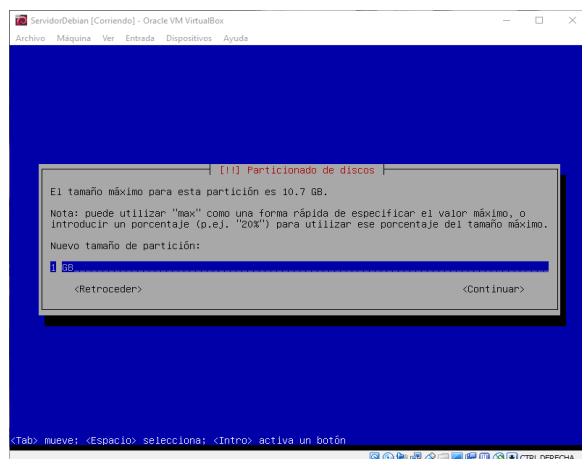 ServidorDebian [Corriendo] - Oracle VM VirtualBox
Archivo Máquina Ver Entrada Dispositivos Ayuda
[!!] Particionado de discos
El tamaño máximo para esta partición es 10.7 GB.
Nota: puede utilizar "max" como una forma rápida de especificar el valor máximo, o
introducir un porcentaje (p.ej. "20%") para utilizar ese porcentaje del tamaño máximo.
Nuevo tamaño de partición:
1 GB
<Retroceder> <Continuar>
<Tab> mueve; <Espacio> selecciona; <Intro> activa un botón
CTRL DERECHA